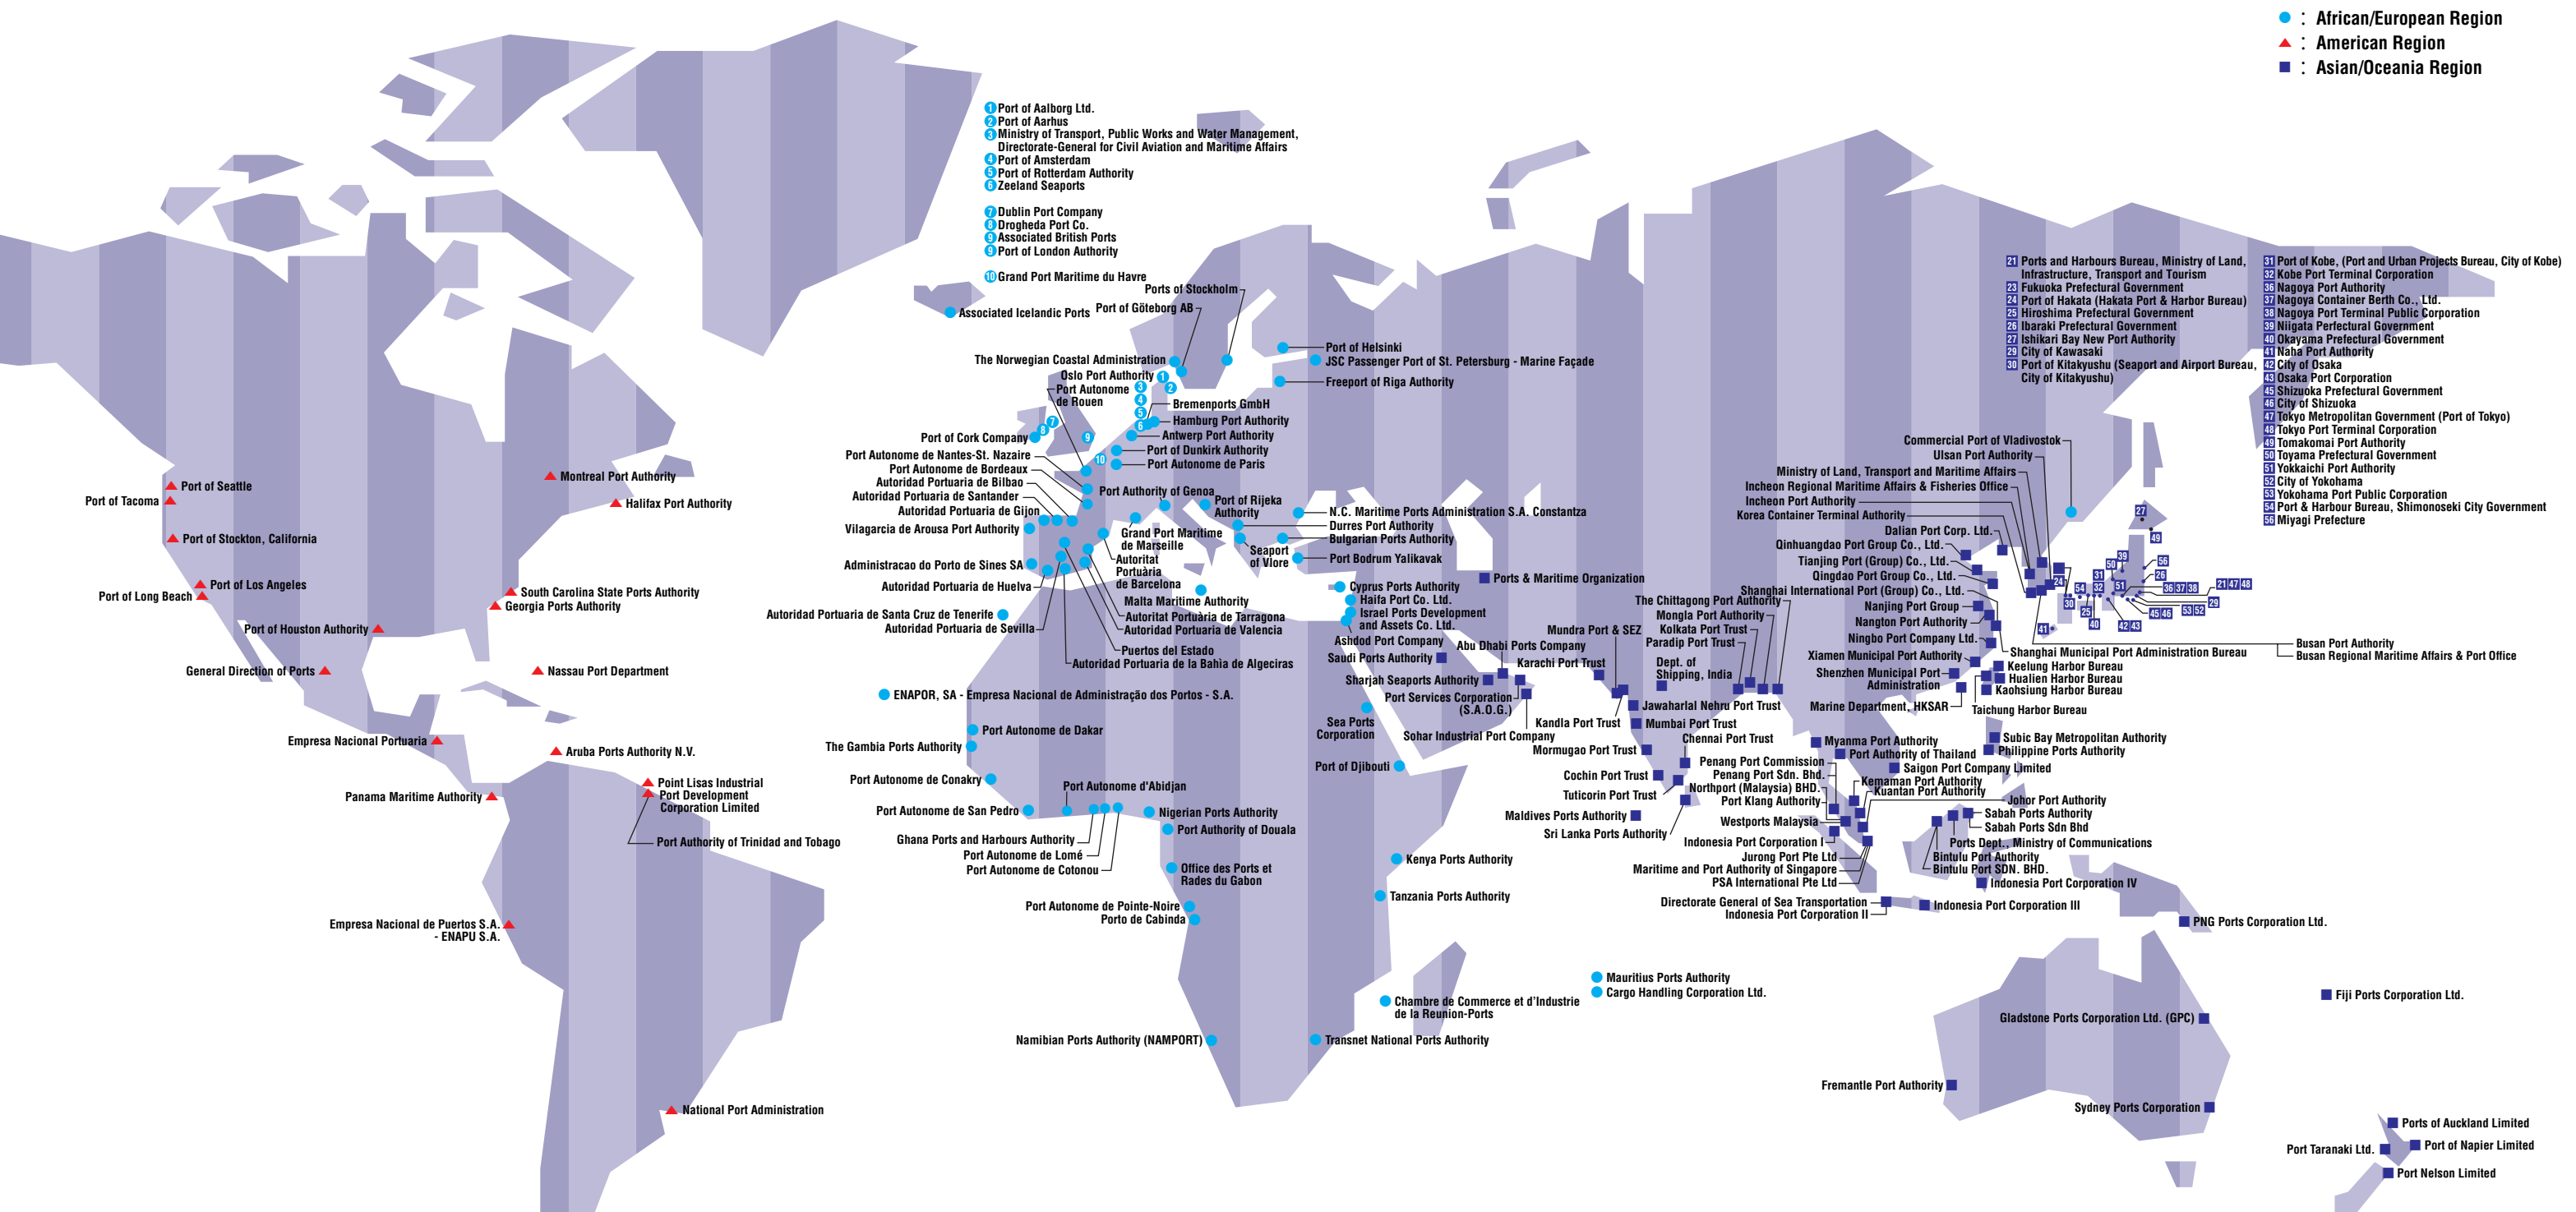 : African/European Region
: American Region
: Asian/Oceania Region
1 Port of Aalborg Ltd.
2 Port of Aarhus
3 Ministry of Transport, Public Works and Water Management,
Directorate-General for Civil Aviation and Maritime Affairs
4 Port of Amsterdam
5 Port of Rotterdam Authority
6 Zeeland Seaports
7 Dublin Port Company
8 Drogheda Port Co.
9 Associated British Ports
9 Port of London Authority
10 Grand Port Maritime du Havre
Ports of Stockholm
Associated Icelandic Ports
Port of Göteborg AB
The Norwegian Coastal Administration
Oslo Port Authority
Port Autonome
de Rouen
Port of Helsinki
JSC Passenger Port of St. Petersburg - Marine Façade
Freeport of Riga Authority
1
2
3
4
5
6
7
8
9
10
Bremenports GmbH
Hamburg Port Authority
Antwerp Port Authority
Port of Dunkirk Authority
Port Autonome de Paris
Port of Cork Company
Port Autonome de Nantes-St. Nazaire
Port Autonome de Bordeaux
Autoridad Portuaria de Bilbao
Autoridad Portuaria de Santander
Autoridad Portuaria de Gijon
Vilagarcia de Arousa Port Authority
Port Authority of Genoa
Port of Rijeka
Authority
N.C. Maritime Ports Administration S.A. Constantza
Durres Port Authority
Bulgarian Ports Authority
Seaport
of Vlore
Port Bodrum Yalikavak
Grand Port Maritime
de Marseille
Autoritat
Portuària
de Barcelona
Administracao do Porto de Sines SA
Autoridad Portuaria de Huelva
Malta Maritime Authority
Autoritat Portuària de Tarragona
Autoridad Portuaria de Valencia
Autoridad Portuaria de Santa Cruz de Tenerife
Autoridad Portuaria de Sevilla
Puertos del Estado
Autoridad Portuaria de la Bahìa de Algeciras
Cyprus Ports Authority
Haifa Port Co. Ltd.
Israel Ports Development
and Assets Co. Ltd.
Ashdod Port Company
Port of Seattle
Port of Tacoma
Port of Stockton, California
Port of Los Angeles
Port of Long Beach
Port of Houston Authority
General Direction of Ports
Montreal Port Authority
Halifax Port Authority
South Carolina State Ports Authority
Georgia Ports Authority
Nassau Port Department
Empresa Nacional Portuaria
Aruba Ports Authority N.V.
Panama Maritime Authority
Point Lisas Industrial
Port Development
Corporation Limited
Port Authority of Trinidad and Tobago
Empresa Nacional de Puertos S.A.
- ENAPU S.A.
National Port Administration
ENAPOR, SA - Empresa Nacional de Administração dos Portos - S.A.
Port Autonome de Dakar
The Gambia Ports Authority
Port Autonome de Conakry
Port Autonome d'Abidjan
Port Autonome de San Pedro
Nigerian Ports Authority
Port Authority of Douala
Ghana Ports and Harbours Authority
Port Autonome de Lomé
Port Autonome de Cotonou
Office des Ports et
Rades du Gabon
Port Autonome de Pointe-Noire
Porto de Cabinda
Namibian Ports Authority (NAMPORT)
Transnet National Ports Authority
Sea Ports
Corporation
Port of Djibouti
Kenya Ports Authority
Tanzania Ports Authority
Mauritius Ports Authority
Cargo Handling Corporation Ltd.
Chambre de Commerce et d'Industrie
de la Reunion-Ports
Ports & Maritime Organization
Saudi Ports Authority
Abu Dhabi Ports Company
Sharjah Seaports Authority
Port Services Corporation
(S.A.O.G.)
Sohar Industrial Port Company
Mundra Port & SEZ
Karachi Port Trust
Kandla Port Trust
Dept. of
Shipping, India
The Chittagong Port Authority
Mongla Port Authority
Kolkata Port Trust
Paradip Port Trust
Jawaharlal Nehru Port Trust
Mumbai Port Trust
Mormugao Port Trust
Chennai Port Trust
Cochin Port Trust
Tuticorin Port Trust
Maldives Ports Authority
Sri Lanka Ports Authority
Commercial Port of Vladivostok
Ulsan Port Authority
Ministry of Land, Transport and Maritime Affairs
Incheon Regional Maritime Affairs & Fisheries Office
Incheon Port Authority
Korea Container Terminal Authority
Dalian Port Corp. Ltd.
Qinhuangdao Port Group Co., Ltd.
Tianjing Port (Group) Co., Ltd.
Qingdao Port Group Co., Ltd.
Shanghai International Port (Group) Co., Ltd.
Nanjing Port Group
Nangton Port Authority
Ningbo Port Company Ltd.
Shanghai Municipal Port Administration Bureau
Xiamen Municipal Port Authority
Shenzhen Municipal Port
Administration
Marine Department, HKSAR
Keelung Harbor Bureau
Hualien Harbor Bureau
Kaohsiung Harbor Bureau
Taichung Harbor Bureau
Busan Port Authority
Busan Regional Maritime Affairs & Port Office
Subic Bay Metropolitan Authority
Philippine Ports Authority
Myanma Port Authority
Port Authority of Thailand
Saigon Port Company Limited
Penang Port Commission
Penang Port Sdn. Bhd.
Northport (Malaysia) BHD.
Port Klang Authority
Westports Malaysia
Kemaman Port Authority
Kuantan Port Authority
Johor Port Authority
Indonesia Port Corporation I
Jurong Port Pte Ltd
Maritime and Port Authority of Singapore
PSA International Pte Ltd
Sabah Ports Authority
Sabah Ports Sdn Bhd
Ports Dept., Ministry of Communications
Bintulu Port Authority
Bintulu Port SDN. BHD.
Indonesia Port Corporation IV
Directorate General of Sea Transportation
Indonesia Port Corporation II
Indonesia Port Corporation III
PNG Ports Corporation Ltd.
Fiji Ports Corporation Ltd.
Gladstone Ports Corporation Ltd. (GPC)
Fremantle Port Authority
Sydney Ports Corporation
Ports of Auckland Limited
Port Taranaki Ltd.
Port of Napier Limited
Port Nelson Limited
21 Ports and Harbours Bureau, Ministry of Land,
Infrastructure, Transport and Tourism
23 Fukuoka Prefectural Government
24 Port of Hakata (Hakata Port & Harbor Bureau)
25 Hiroshima Prefectural Government
26 Ibaraki Prefectural Government
27 Ishikari Bay New Port Authority
29 City of Kawasaki
30 Port of Kitakyushu (Seaport and Airport Bureau,
City of Kitakyushu)
31 Port of Kobe, (Port and Urban Projects Bureau, City of Kobe)
32 Kobe Port Terminal Corporation
36 Nagoya Port Authority
37 Nagoya Container Berth Co., Ltd.
38 Nagoya Port Terminal Public Corporation
39 Niigata Perfectural Government
40 Okayama Prefectural Government
41 Naha Port Authority
42 City of Osaka
43 Osaka Port Corporation
45 Shizuoka Prefectural Government
46 City of Shizuoka
47 Tokyo Metropolitan Government (Port of Tokyo)
48 Tokyo Port Terminal Corporation
49 Tomakomai Port Authority
50 Toyama Prefectural Government
51 Yokkaichi Port Authority
52 City of Yokohama
53 Yokohama Port Public Corporation
54 Port & Harbour Bureau, Shimonoseki City Government
56 Miyagi Prefecture
27
49
39
56
50
31
26
24
54
32
51
36 37 38
21 47 48
30
25
29
45 46
53 52
40
42 43
41